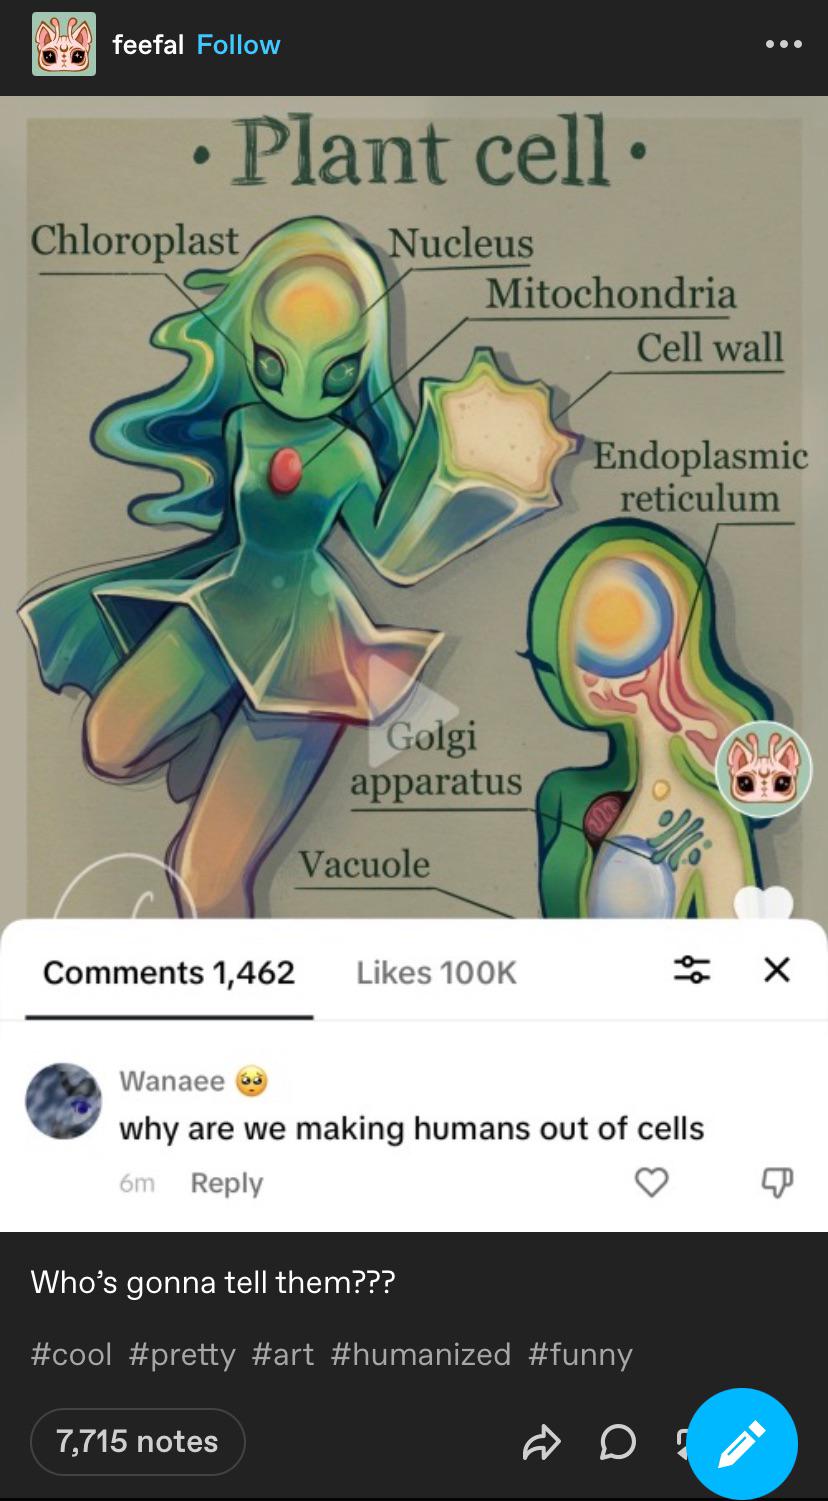 feefal Follow
• Plant cell •
Chloroplast
Nucleus
Mitochondria
Cell wall
Endoplasmic
reticulum
Golgi
apparatus
Vacuole
Comments 1,462 Likes 100K
Wanaee 🥺
why are we making humans out of cells
6m Reply
Who's gonna tell them???
#cool #pretty #art #humanized #funny
7,715 notes